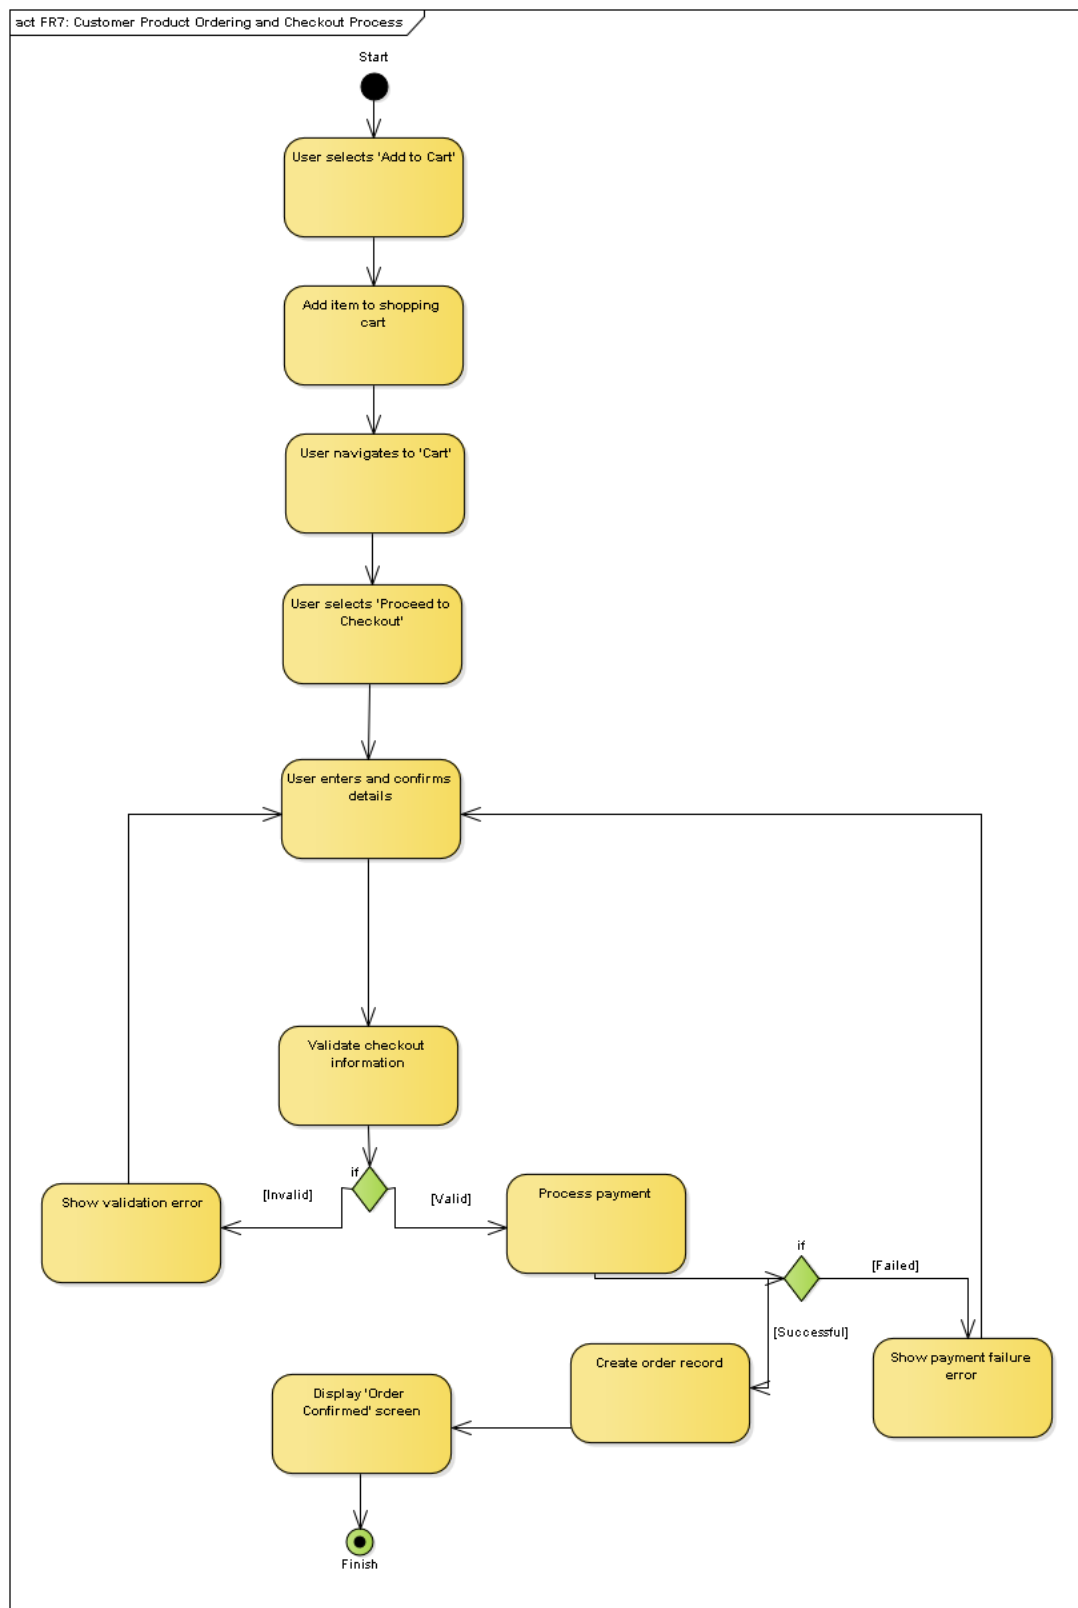 act FR7: Customer Product Ordering and Checkout Process
Start
User selects 'Add to Cart'
Add item to shopping
cart
User navigates to 'Cart'
User selects 'Proceed to
Checkout'
User enters and confirms
details
Validate checkout
information
if
[Invalid]
[Valid]
Show validation error
Process payment
if
[Failed]
[Successful]
Show payment failure
error
Create order record
Display 'Order
Confirmed' screen
Finish